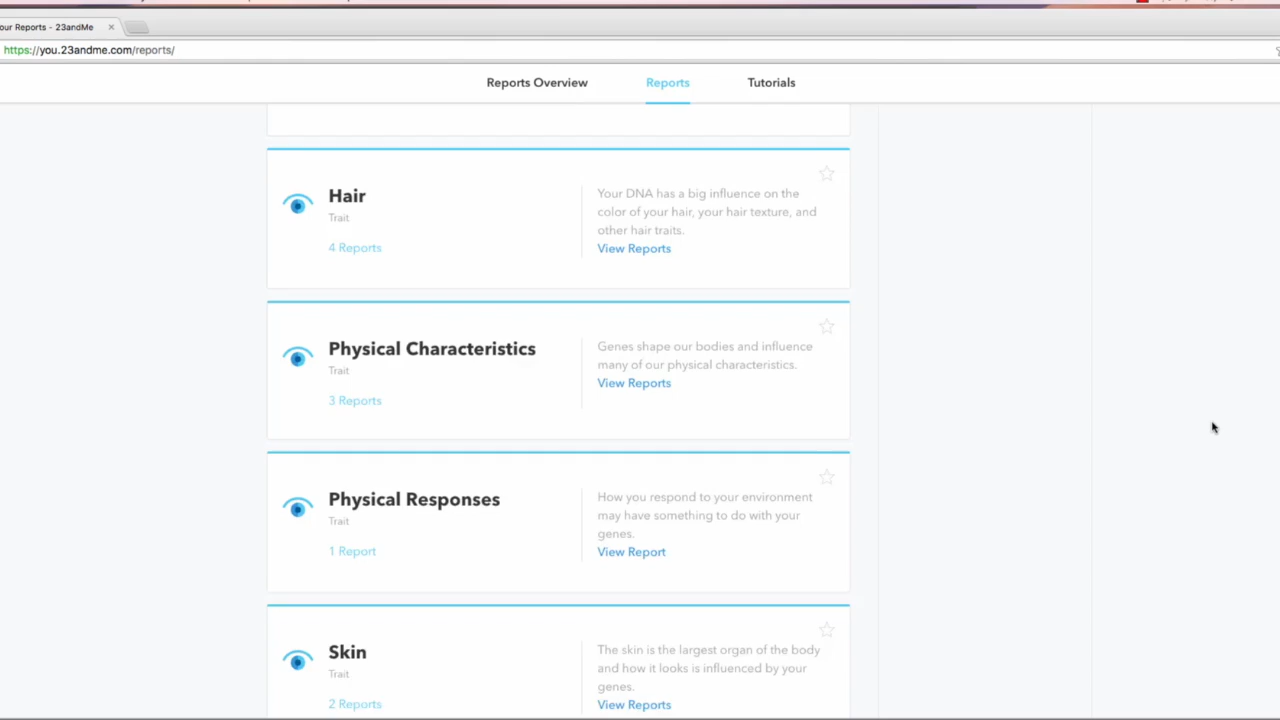 our Reports - 23andMe
https://you.23andme.com/reports/
Reports Overview
Reports
Tutorials
Hair
Trait
4 Reports
Your DNA has a big influence on the
color of your hair, your hair texture, and
other hair traits.
View Reports
Physical Characteristics
Trait
3 Reports
Genes shape our bodies and influence
many of our physical characteristics.
View Reports
Physical Responses
Trait
1 Report
How you respond to your environment
may have something to do with your
genes.
View Report
Skin
Trait
2 Reports
The skin is the largest organ of the body
and how it looks is influenced by your
genes.
View Reports